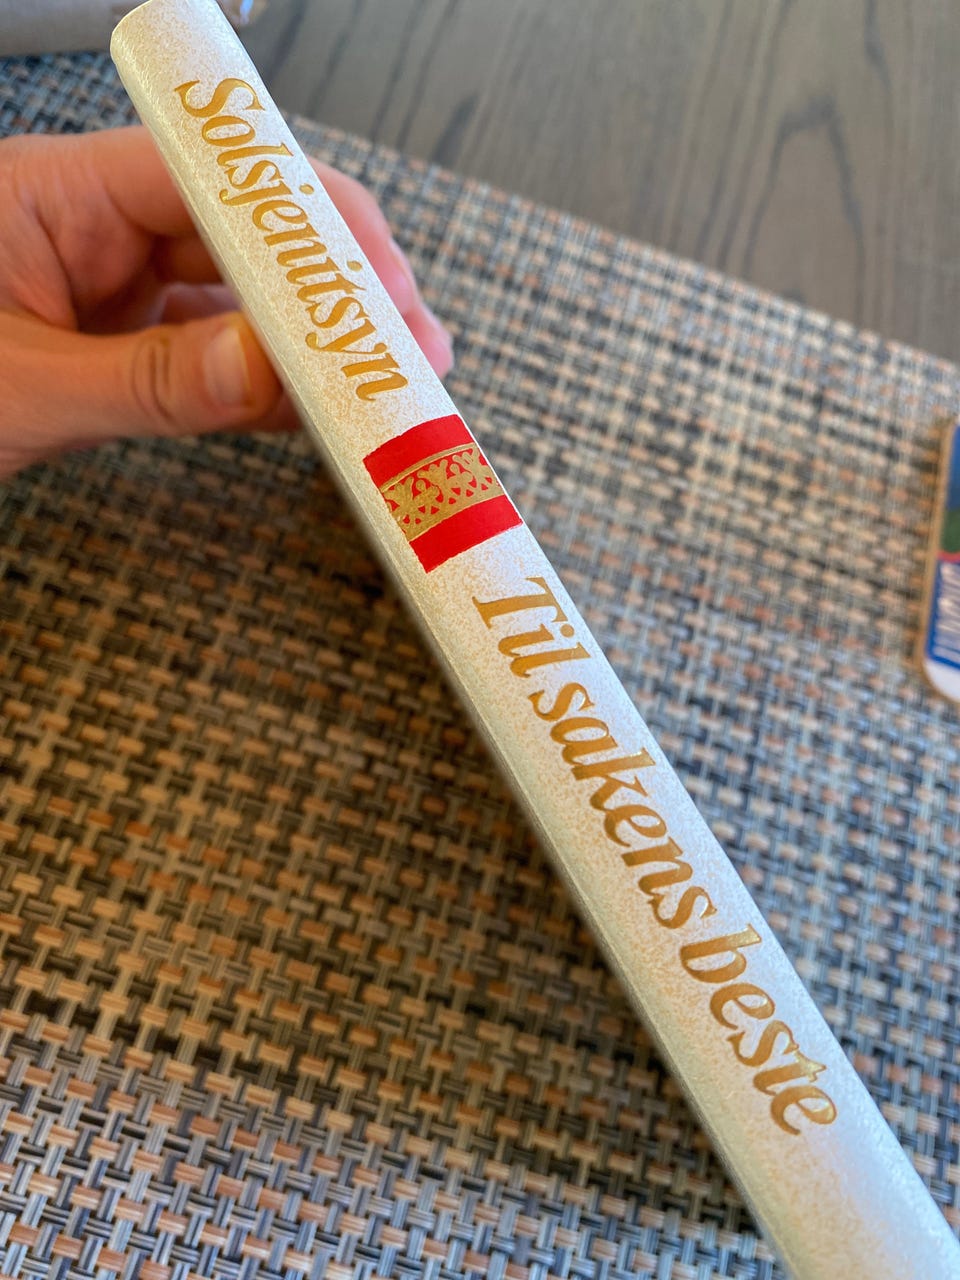 Solsjenitsyn
Til sakens beste